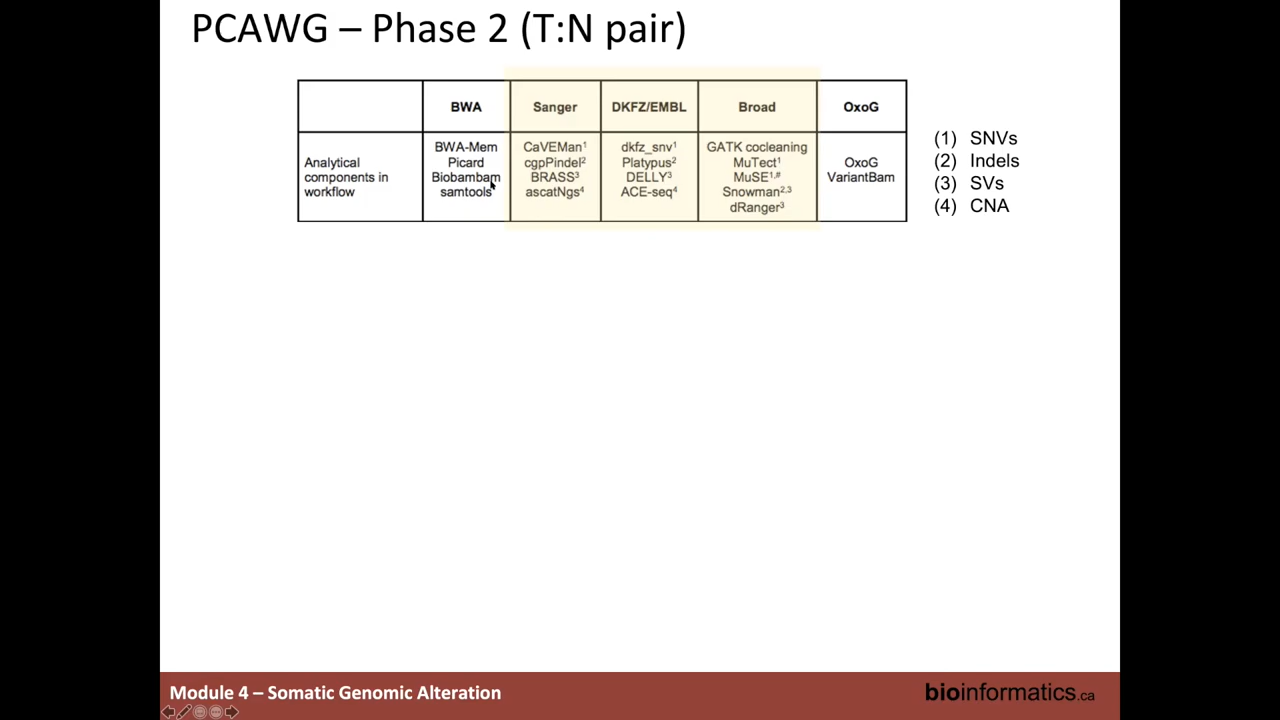 PCAWG – Phase 2 (T:N pair)
BWA
Sanger
DKFZ/EMBL
Broad
OxoG
Analytical
components in
workflow
BWA-Mem
Picard
Biobambam
samtools
CaVEMan¹
cgpPindel²
BRASS³
ascatNgs⁴
dkfz_snv¹
Platypus²
DELLY³
ACE-seq⁴
GATK cocleaning
MuTect¹
MuSE¹,#
Snowman²,³
dRanger³
OxoG
VariantBam
(1) SNVs
(2) Indels
(3) SVs
(4) CNA
Module 4 – Somatic Genomic Alteration
bioinformatics.ca